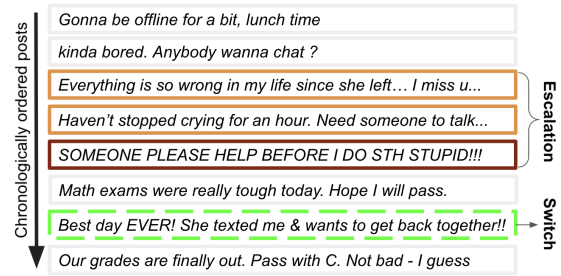 Chronologically ordered posts
Gonna be offline for a bit, lunch time
kinda bored. Anybody wanna chat ?
Everything is so wrong in my life since she left… I miss u...
Haven't stopped crying for an hour. Need someone to talk...
SOMEONE PLEASE HELP BEFORE I DO STH STUPID!!!
Escalation
Math exams were really tough today. Hope I will pass.
Best day EVER! She texted me & wants to get back together!!
Switch
Our grades are finally out. Pass with C. Not bad - I guess